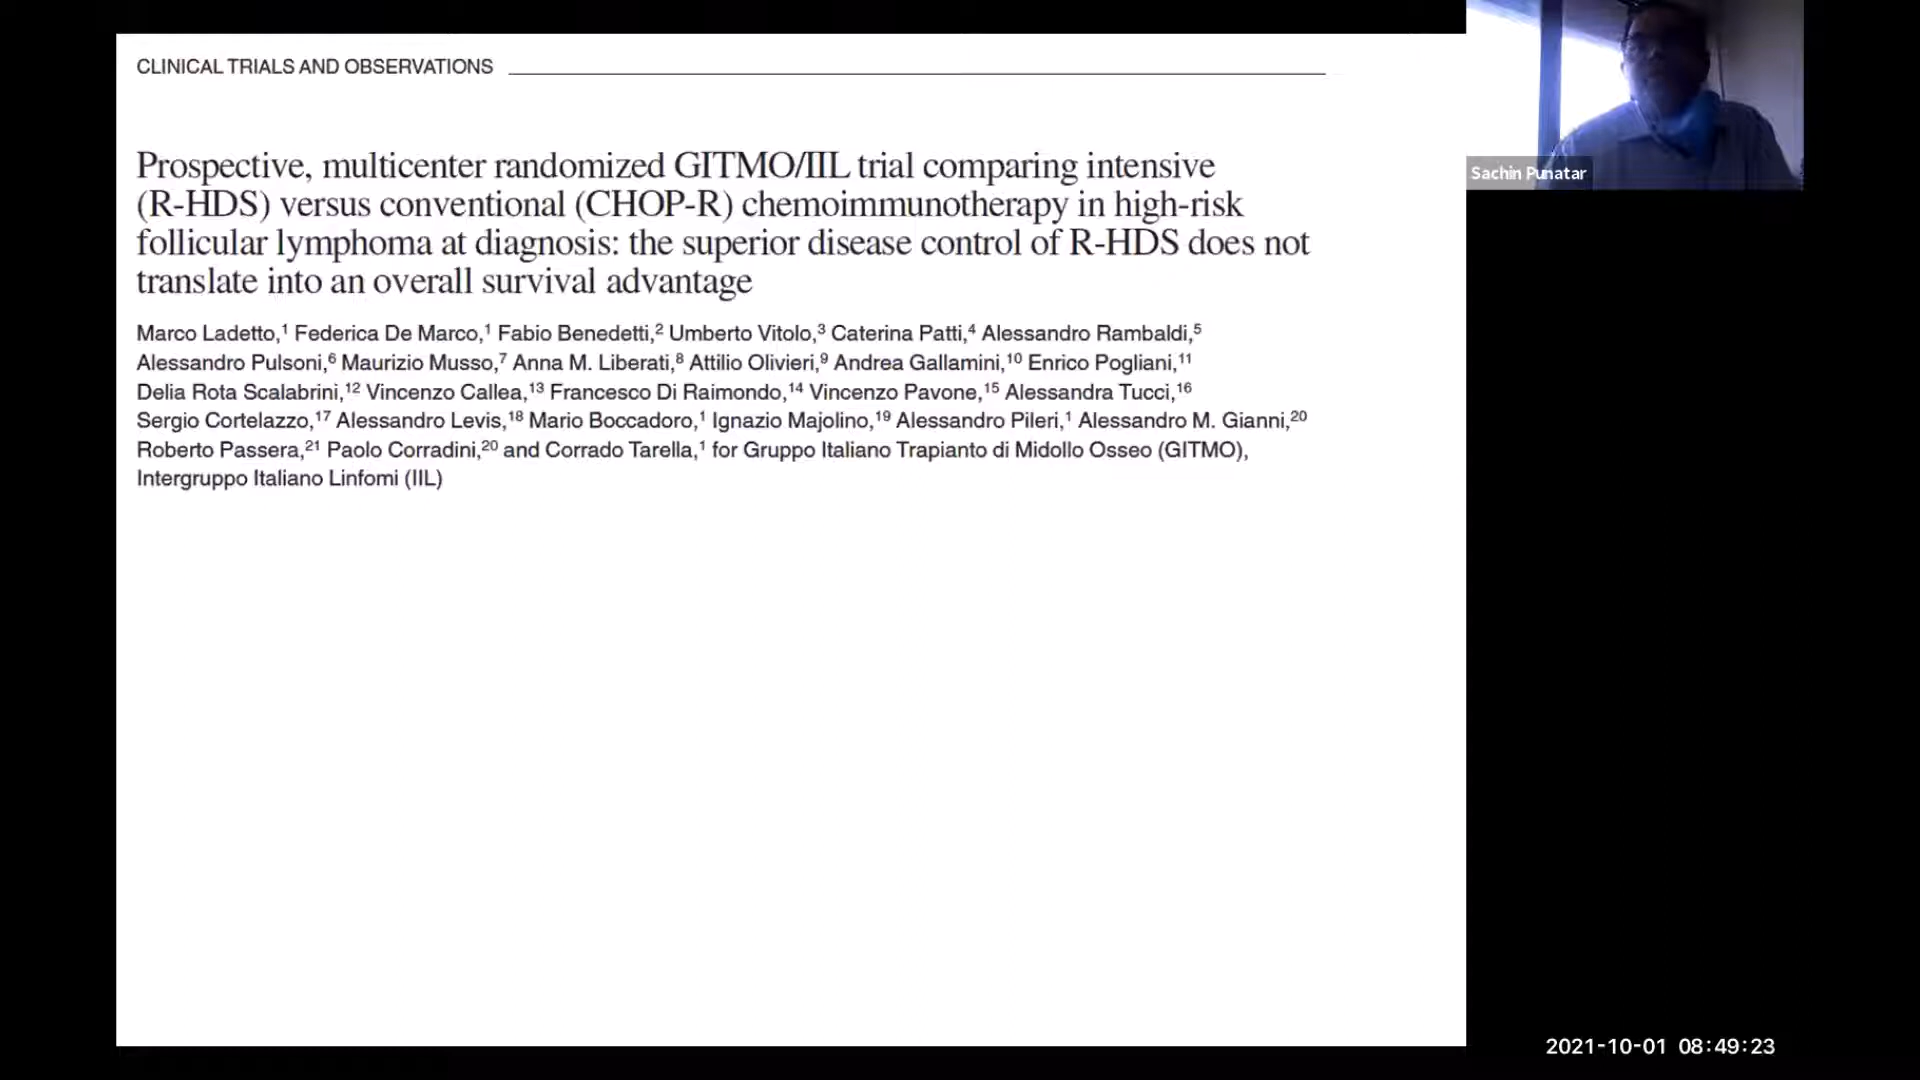 CLINICAL TRIALS AND OBSERVATIONS
Prospective, multicenter randomized GITMO/IIL trial comparing intensive
(R-HDS) versus conventional (CHOP-R) chemoimmunotherapy in high-risk
follicular lymphoma at diagnosis: the superior disease control of R-HDS does not
translate into an overall survival advantage
Marco Ladetto,¹ Federica De Marco,¹ Fabio Benedetti,² Umberto Vitolo,³ Caterina Patti,⁴ Alessandro Rambaldi,⁵
Alessandro Pulsoni,⁶ Maurizio Musso,⁷ Anna M. Liberati,⁸ Attilio Olivieri,⁹ Andrea Gallamini,¹⁰ Enrico Pogliani,¹¹
Delia Rota Scalabrini,¹² Vincenzo Callea,¹³ Francesco Di Raimondo,¹⁴ Vincenzo Pavone,¹⁵ Alessandra Tucci,¹⁶
Sergio Cortelazzo,¹⁷ Alessandro Levis,¹⁸ Mario Boccadoro,¹ Ignazio Majolino,¹⁹ Alessandro Pileri,¹ Alessandro M. Gianni,²⁰
Roberto Passera,²¹ Paolo Corradini,²⁰ and Corrado Tarella,¹ for Gruppo Italiano Trapianto di Midollo Osseo (GITMO),
Intergruppo Italiano Linfomi (IIL)
Sachin Punatar
2021-10-01 08:49:23